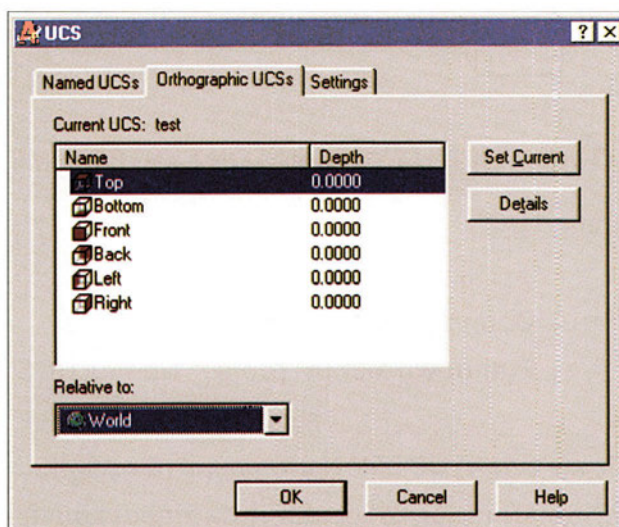 UCS
Named UCSs Orthographic UCSs Settings
Current UCS: test
Name Depth
Top 0.0000
Bottom 0.0000
Front 0.0000
Back 0.0000
Left 0.0000
Right 0.0000
Set Current
Details
Relative to:
World
OK Cancel Help